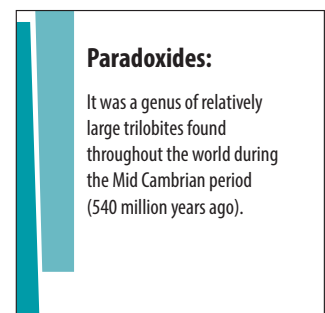 Paradoxides:
It was a genus of relatively
large trilobites found
throughout the world during
the Mid Cambrian period
(540 million years ago).